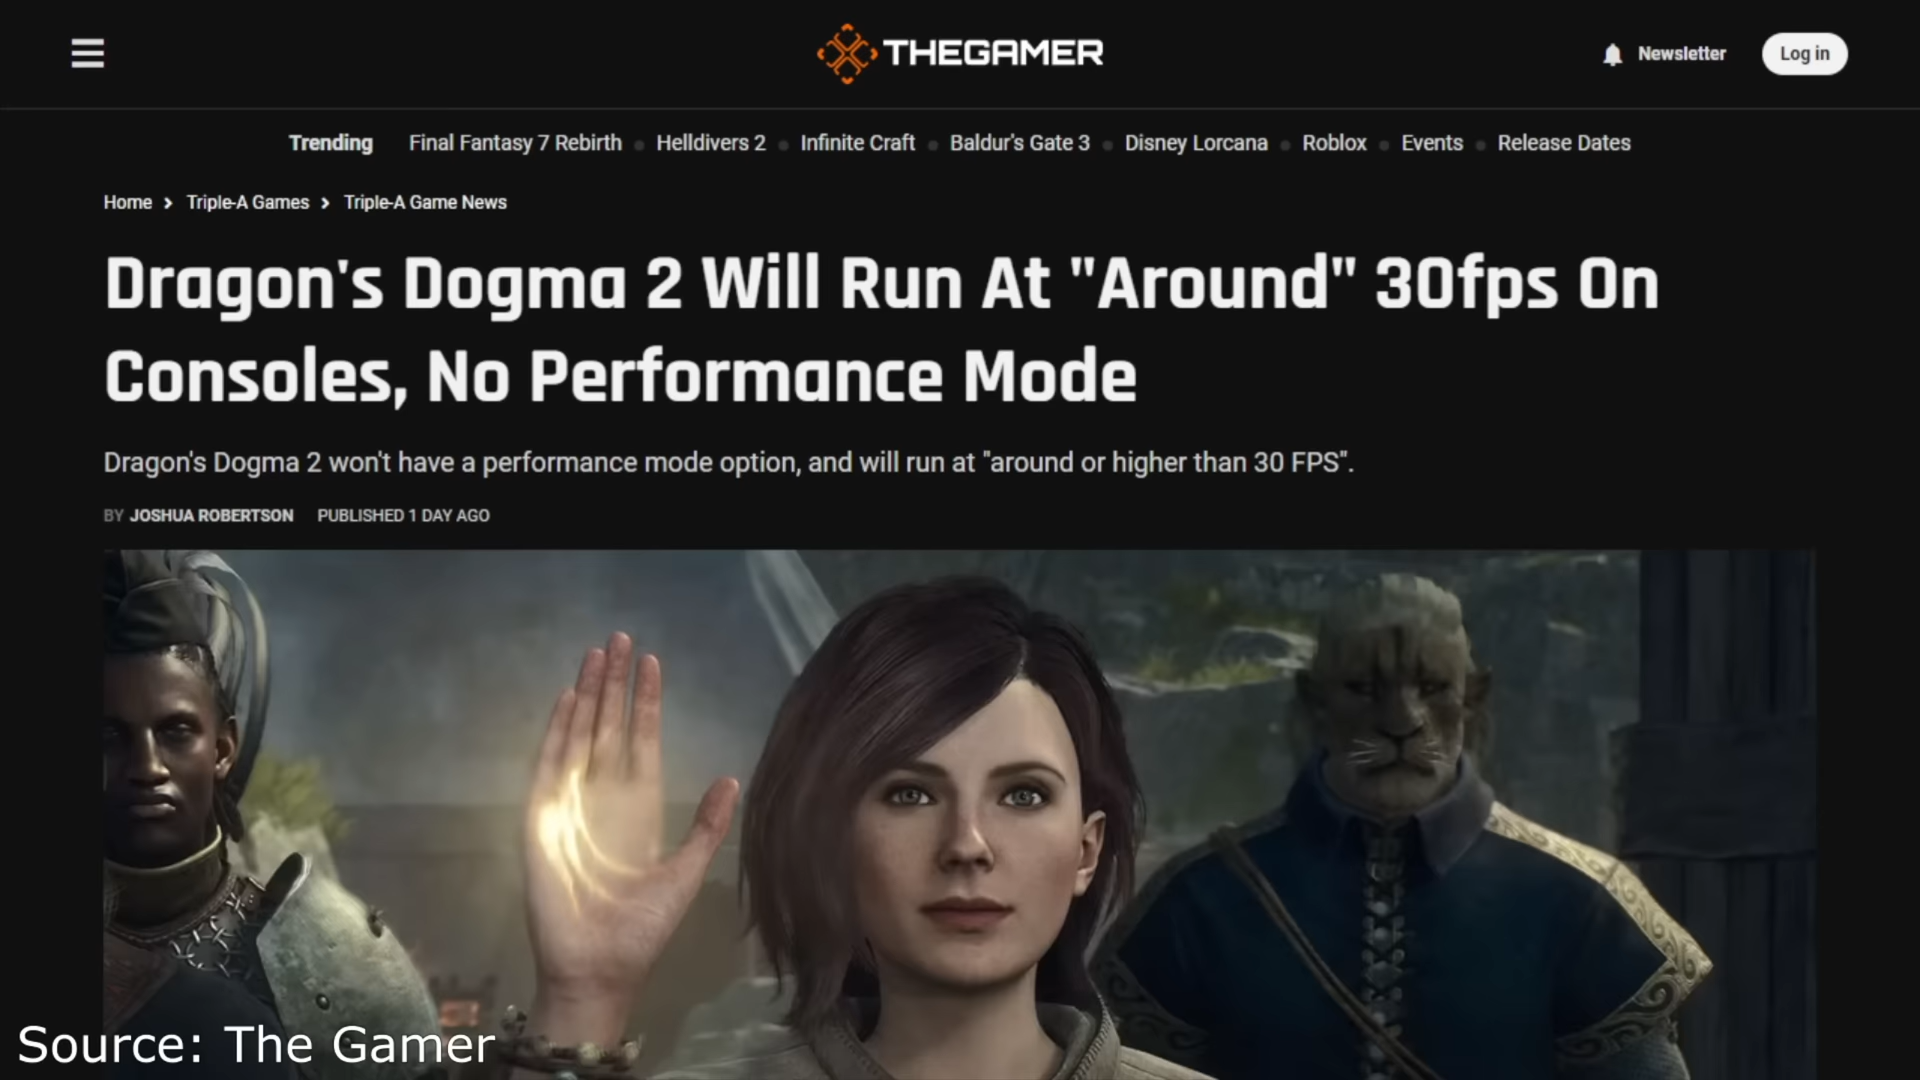 THEGAMER
Newsletter
Log in
Trending Final Fantasy 7 Rebirth Helldivers 2 Infinite Craft Baldur's Gate 3 Disney Lorcana Roblox Events Release Dates
Home > Triple-A Games > Triple-A Game News
Dragon's Dogma 2 Will Run At "Around" 30fps On
Consoles, No Performance Mode
Dragon's Dogma 2 won't have a performance mode option, and will run at "around or higher than 30 FPS".
BY JOSHUA ROBERTSON PUBLISHED 1 DAY AGO
Source: The Gamer